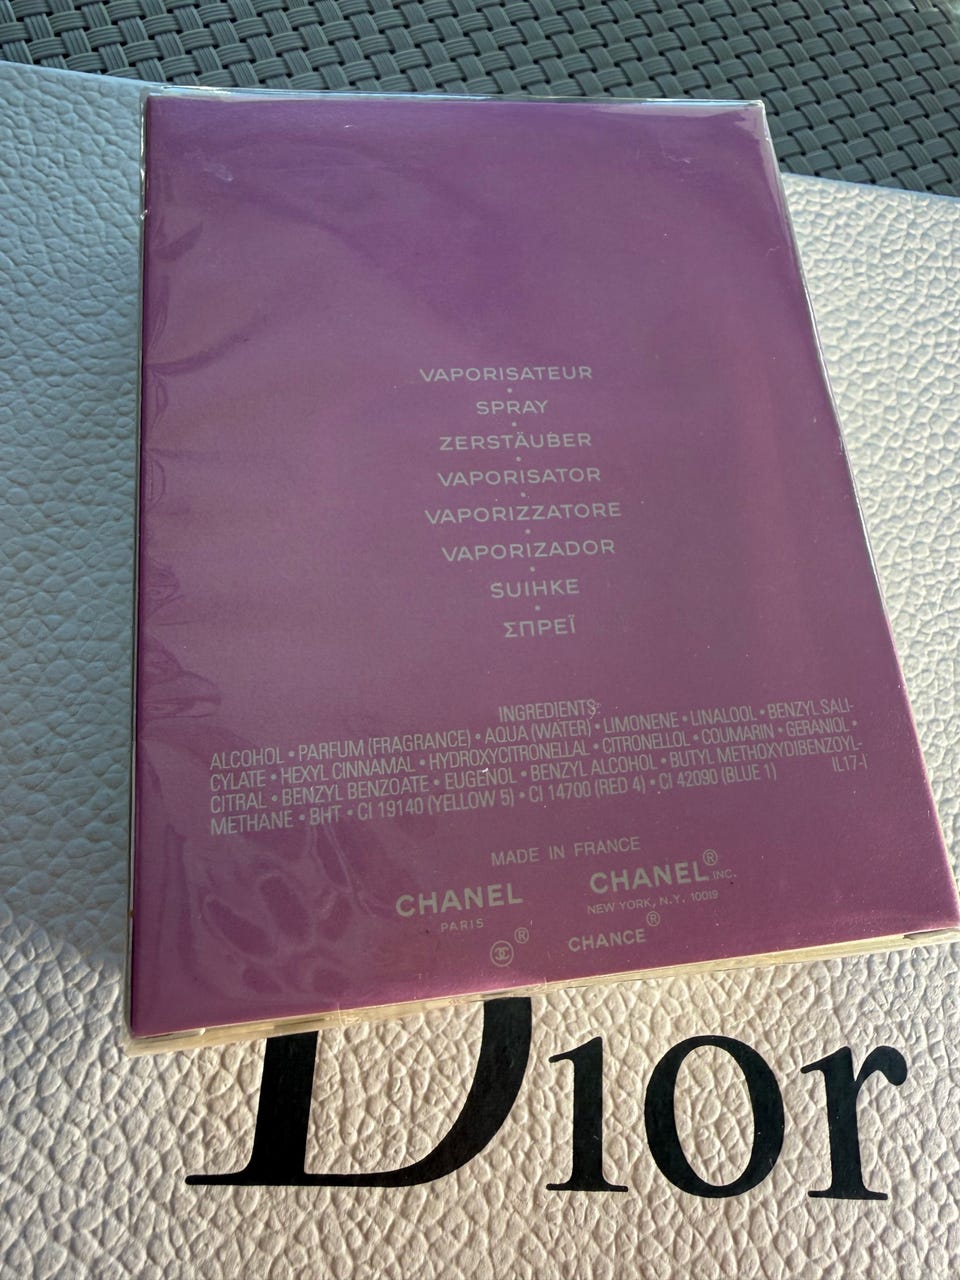 VAPORISATEUR
•
SPRAY
•
ZERSTÄUBER
•
VAPORISATOR
•
VAPORIZZATORE
•
VAPORIZADOR
•
SUIHKE
•
ΣΠΡΕΪ
INGREDIENTS:
ALCOHOL • PARFUM (FRAGRANCE) • AQUA (WATER) • LIMONENE • LINALOOL • BENZYL SALI-
CYLATE • HEXYL CINNAMAL • HYDROXYCITRONELLAL • CITRONELLOL • COUMARIN • GERANIOL •
CITRAL • BENZYL BENZOATE • EUGENOL • BENZYL ALCOHOL • BUTYL METHOXYDIBENZOYL-
METHANE • BHT • CI 19140 (YELLOW 5) • CI 14700 (RED 4) • CI 42090 (BLUE 1) IL17-I
MADE IN FRANCE
CHANEL CHANEL® INC.
PARIS NEW YORK, N.Y. 10019
® CHANCE®
Dior